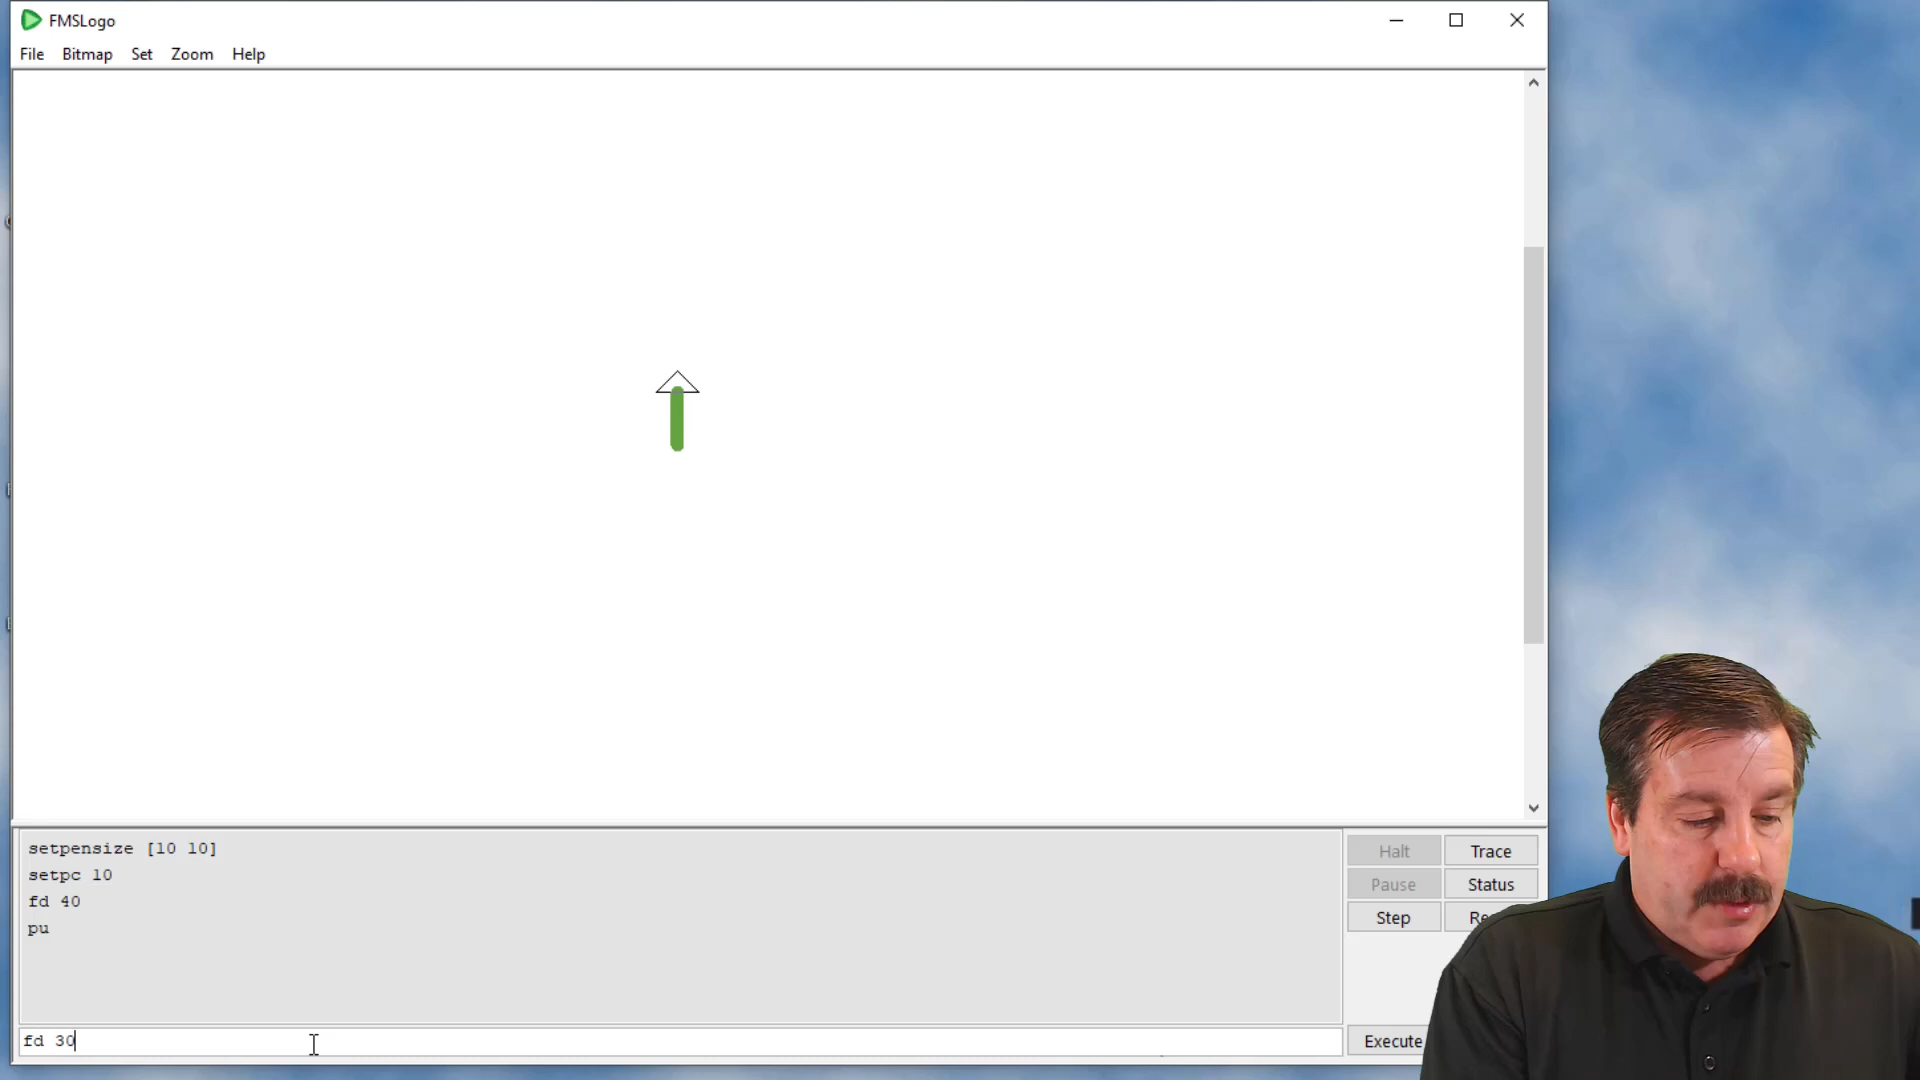 FMSLogo
File Bitmap Set Zoom Help
setpensize [10 10]
setpc 10
fd 40
pu
fd 30
Halt Trace
Pause Status
Step
Execute